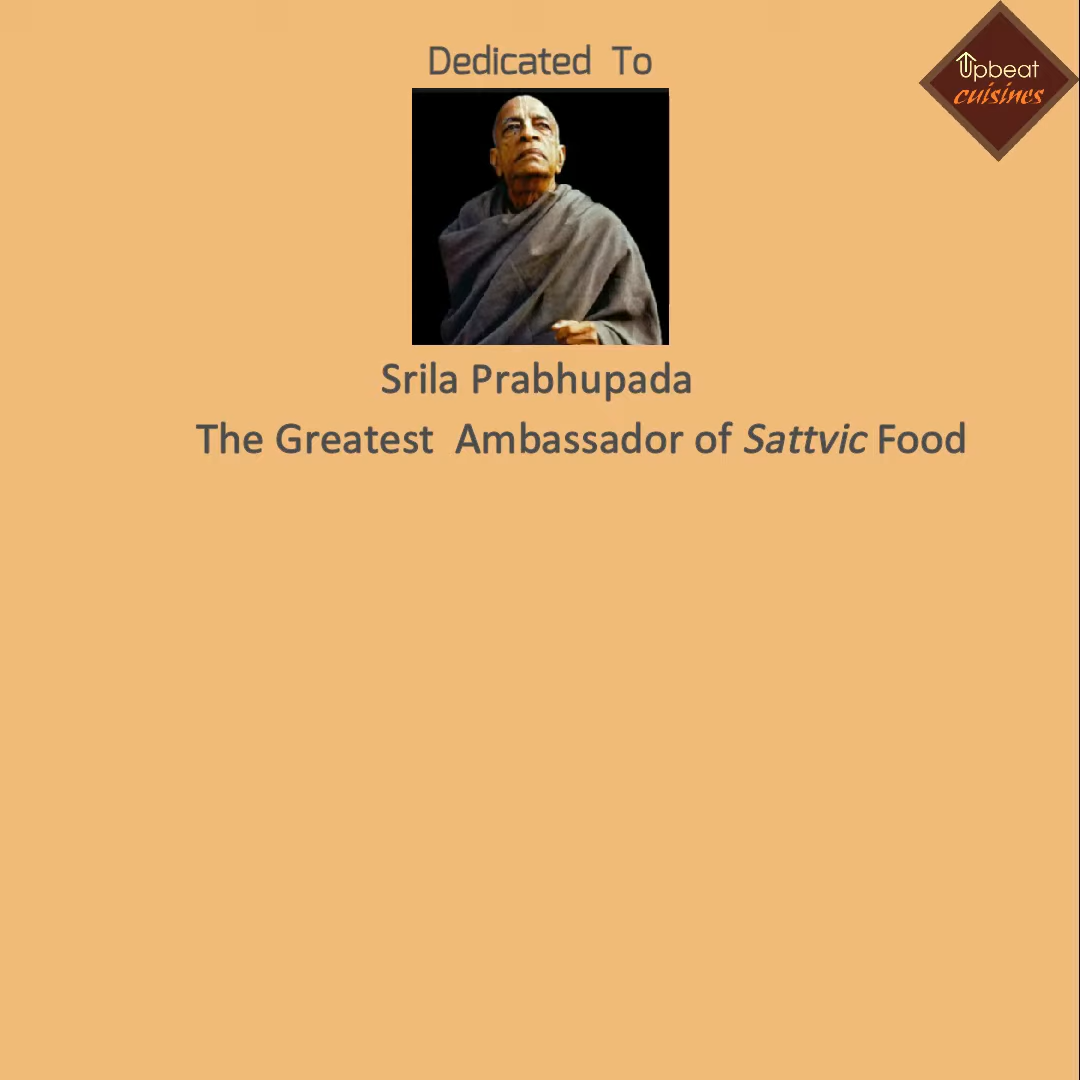 Dedicated To
Upbeat
cuisines
Srila Prabhupada
The Greatest Ambassador of Sattvic Food